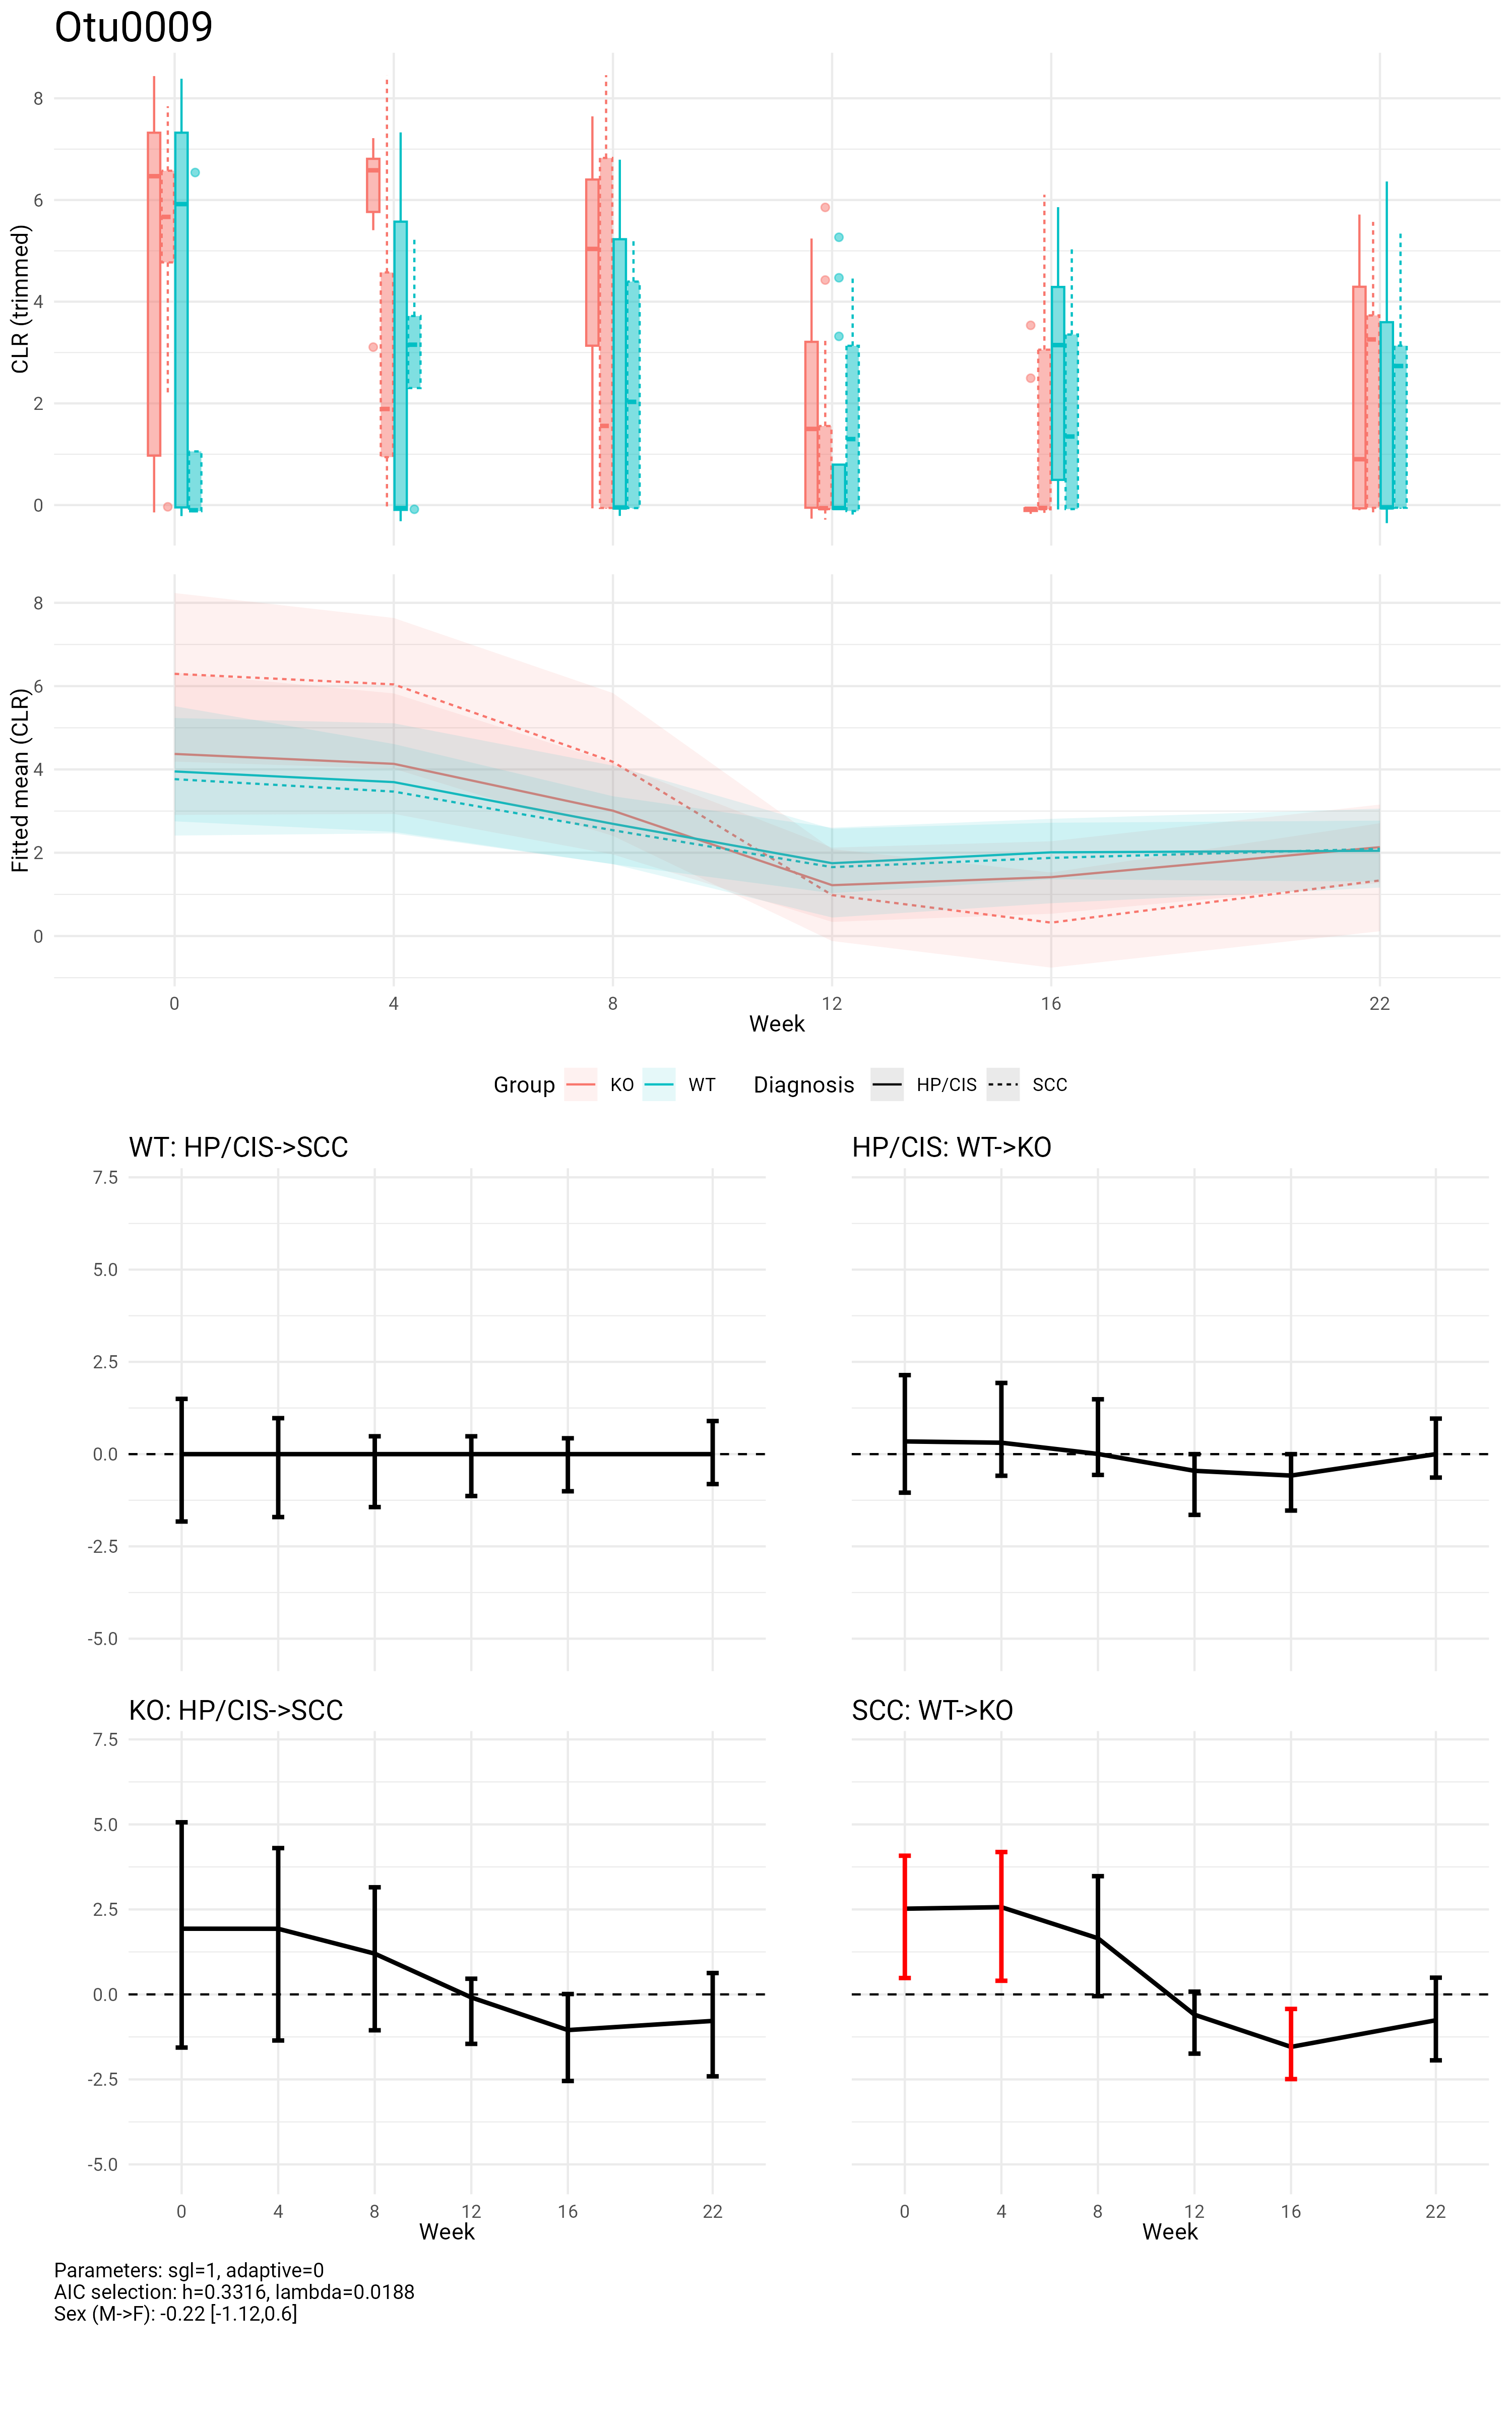 Otu0009
8
6
4
2
0
CLR (trimmed)
8
6
4
2
0
Fitted mean (CLR)
0 4 8 12 16 22
Week
Group KO WT Diagnosis HP/CIS SCC
WT: HP/CIS->SCC HP/CIS: WT->KO
7.5
5.0
2.5
0.0
-2.5
-5.0
KO: HP/CIS->SCC SCC: WT->KO
7.5
5.0
2.5
0.0
-2.5
-5.0
0 4 8 12 16 22 0 4 8 12 16 22
Week Week
Parameters: sgl=1, adaptive=0
AIC selection: h=0.3316, lambda=0.0188
Sex (M->F): -0.22 [-1.12,0.6]